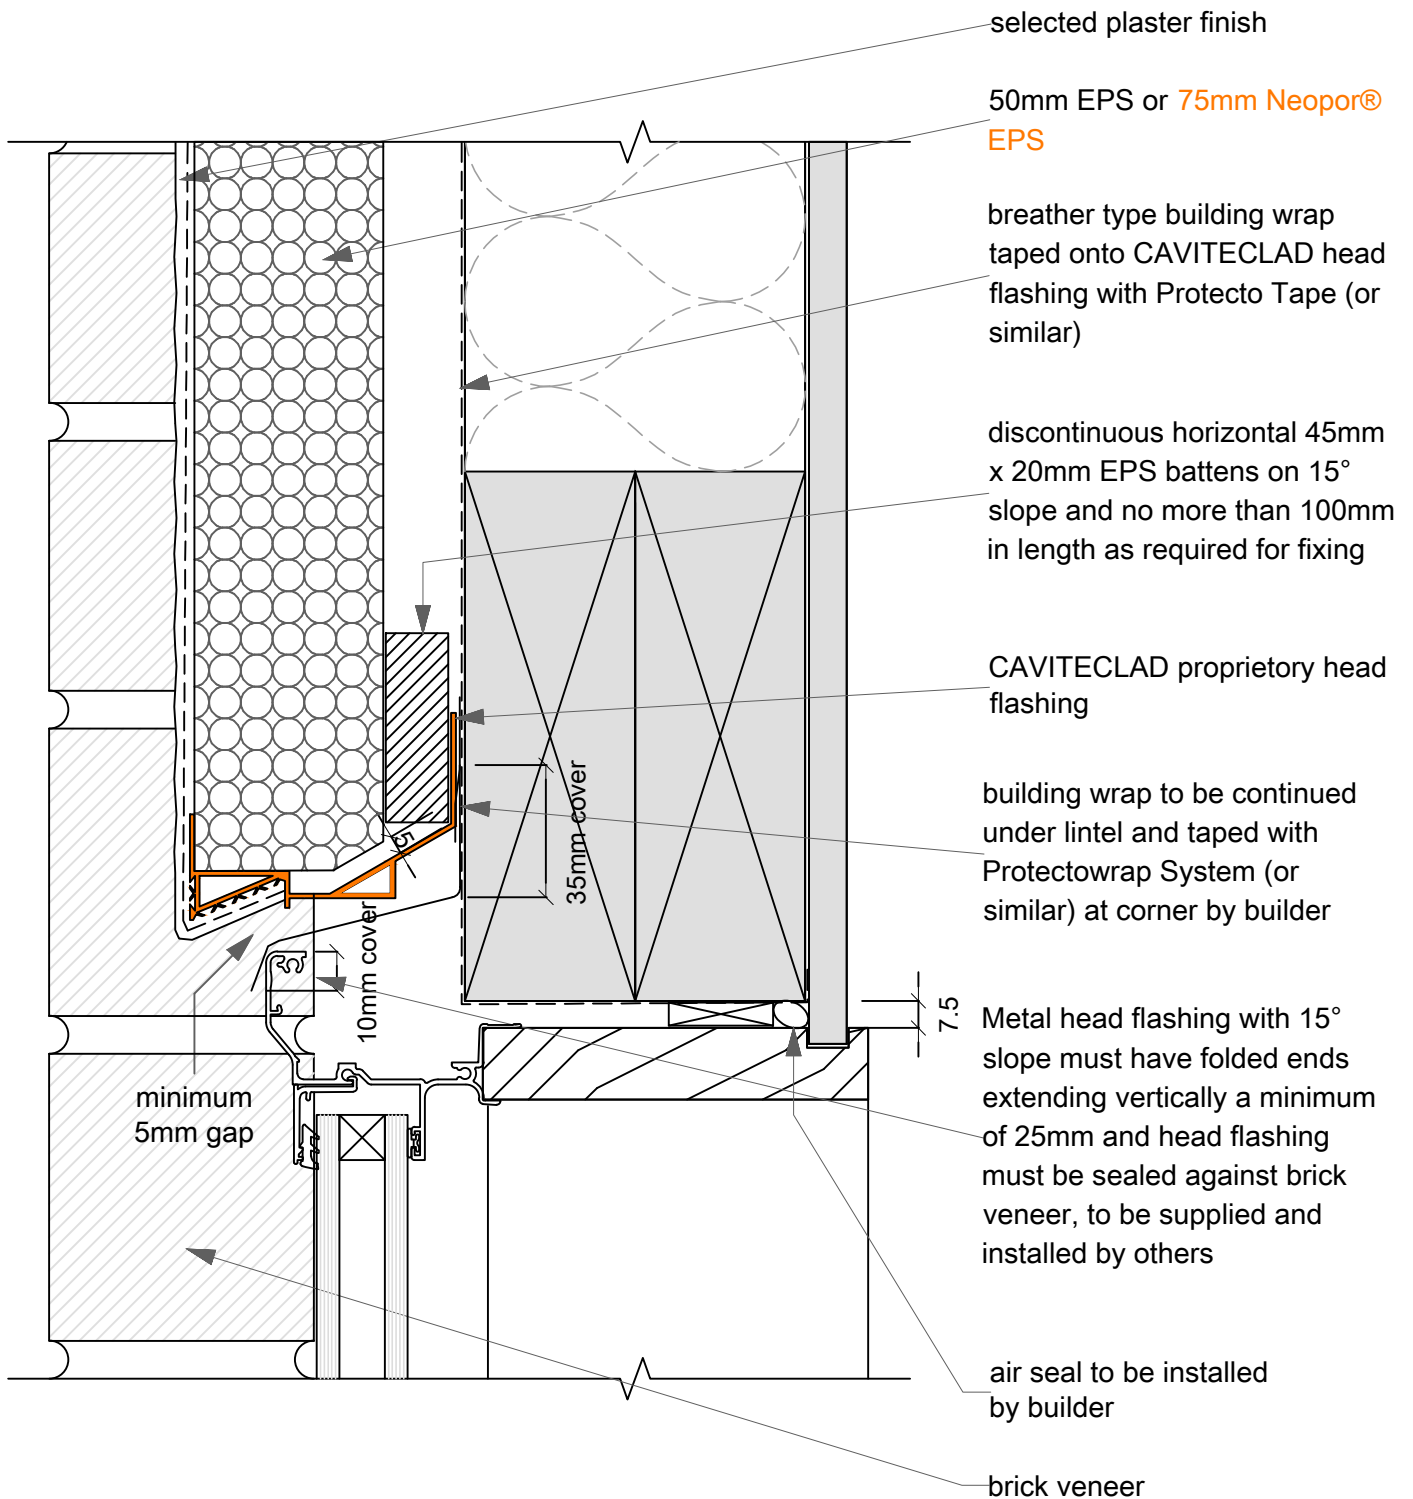 selected plaster finish
50mm EPS or 75mm Neopor®
EPS
breather type building wrap
taped onto CAVITECLAD head
flashing with Protecto Tape (or
similar)
discontinuous horizontal 45mm
x 20mm EPS battens on 15°
slope and no more than 100mm
in length as required for fixing
CAVITECLAD proprietory head
flashing
building wrap to be continued
under lintel and taped with
Protectowrap System (or
similar) at corner by builder
Metal head flashing with 15°
slope must have folded ends
extending vertically a minimum
of 25mm and head flashing
must be sealed against brick
veneer, to be supplied and
installed by others
air seal to be installed
by builder
brick veneer
5
35mm cover
10mm cover
7.5
minimum
5mm gap